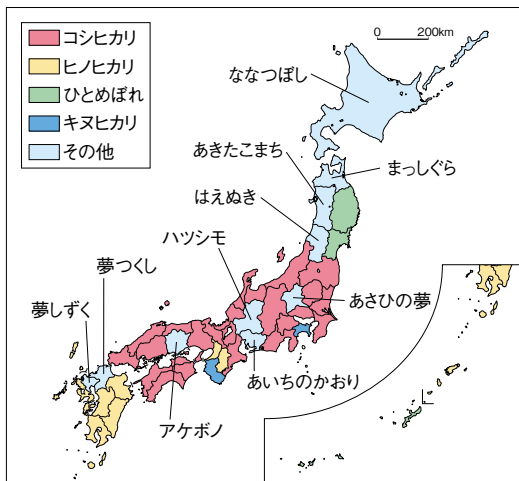 コシヒカリ
ヒノヒカリ
ひとめぼれ
キヌヒカリ
その他
0 200km
ななつぼし
あきたこまち
まっしぐら
はえぬき
ハツシモ
夢つくし
夢しずく
あさひの夢
あいちのかおり
アケボノ